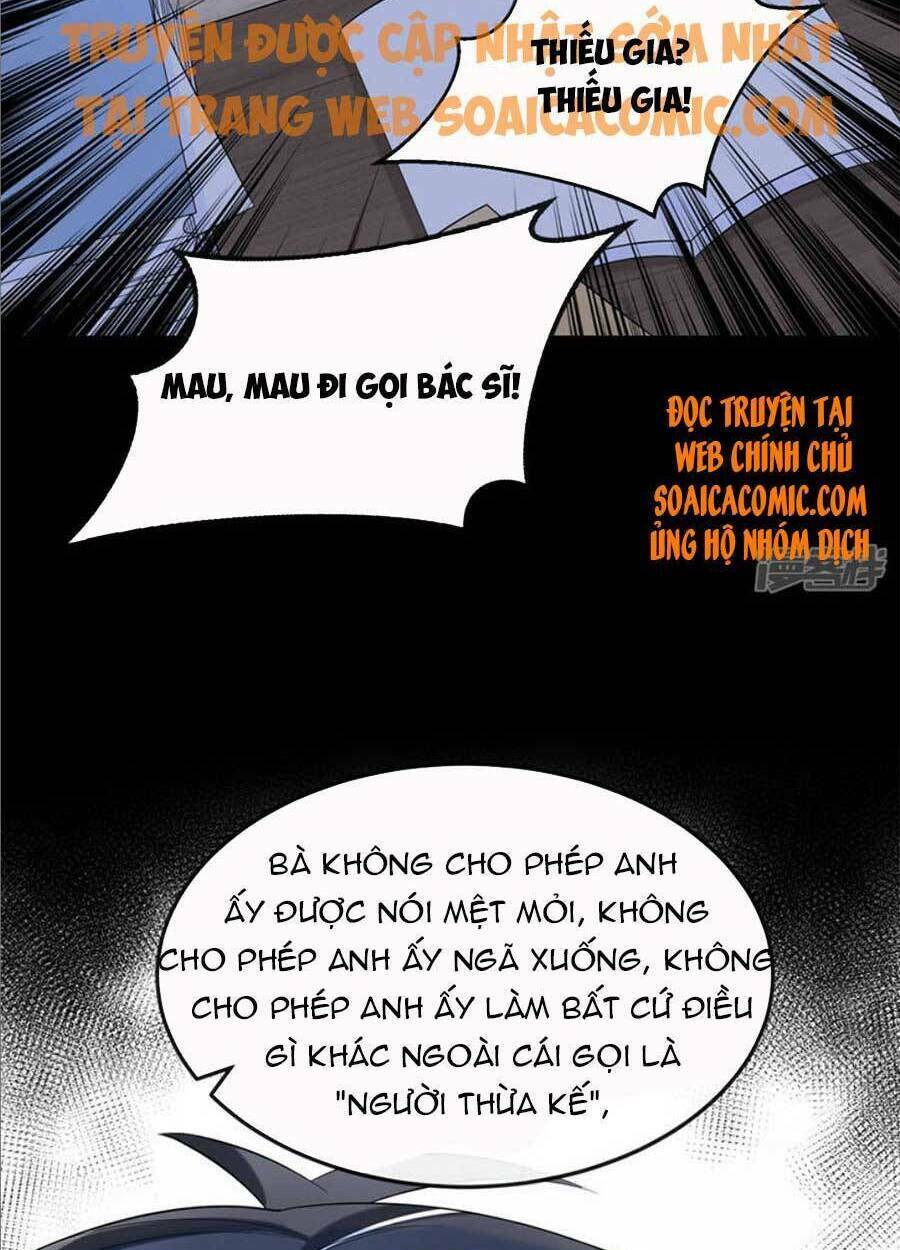 TRUYỆN ĐƯỢC CẬP NHẬT SỚM NHẤT
TẠI TRANG WEB SOAICACOMIC.COM
THIẾU GIA?
THIẾU GIA!
MAU, MAU ĐI GỌI BÁC SĨ!
ĐỌC TRUYỆN TẠI
WEB CHÍNH CHỦ
SOAICACOMIC.COM
ỦNG HỘ NHÓM DỊCH
漫客栈
BÀ KHÔNG CHO PHÉP ANH
ẤY ĐƯỢC NÓI MỆT MỎI, KHÔNG
CHO PHÉP ANH ẤY NGÃ XUỐNG, KHÔNG
CHO PHÉP ANH ẤY LÀM BẤT CỨ ĐIỀU
GÌ KHÁC NGOÀI CÁI GỌI LÀ
"NGƯỜI THỪA KẾ",